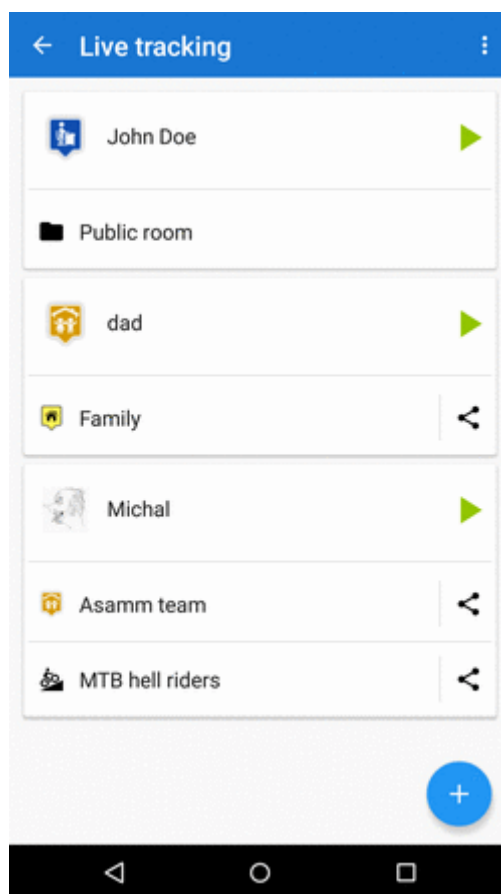 Live tracking
John Doe
Public room
dad
Family
Michal
Asamm team
MTB hell riders